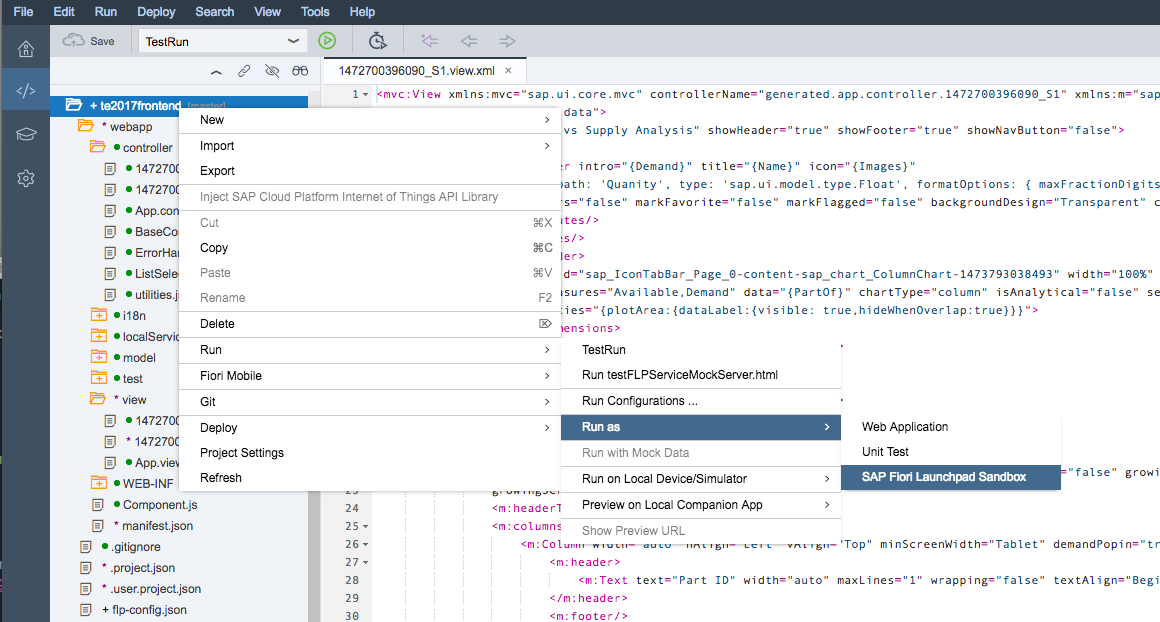 File Edit Run Deploy Search View Tools Help
Save TestRun
1472700396090_S1.view.xml ×
+ te2017frontend [master]
* webapp
controller
147270
147270
App.con
BaseCo
ErrorHa
ListSele
utilities.j
i18n
localServic
model
test
* view
147270
* 147270
App.view
WEB-INF
Component.js
* manifest.json
.gitignore
* .project.json
* .user.project.json
+ flp-config.json
New
Import
Export
Inject SAP Cloud Platform Internet of Things API Library
Cut ⌘X
Copy ⌘C
Paste ⌘V
Rename F2
Delete
Run
Fiori Mobile
Git
Deploy
Project Settings
Refresh
TestRun
Run testFLPServiceMockServer.html
Run Configurations ...
Run as
Run with Mock Data
Run on Local Device/Simulator
Preview on Local Companion App
Show Preview URL
Web Application
Unit Test
SAP Fiori Launchpad Sandbox
1 <mvc:View xmlns:mvc="sap.ui.core.mvc" controllerName="generated.app.controller.1472700396090_S1" xmlns:m="sap
data">
vs Supply Analysis" showHeader="true" showFooter="true" showNavButton="false">
er intro="{Demand}" title="{Name}" icon="{Images}"
path: 'Quanity', type: 'sap.ui.model.type.Float', formatOptions: { maxFractionDigits
rs="false" markFavorite="false" markFlagged="false" backgroundDesign="Transparent" c
utes/>
es/>
der>
d="sap_IconTabBar_Page_0-content-sap_chart_ColumnChart-1473793038493" width="100%"
sures="Available,Demand" data="{PartOf}" chartType="column" isAnalytical="false" se
ties="{plotArea:{dataLabel:{visible: true,hideWhenOverlap:true}}}">
mensions>
="false" growi
23
24 <m:headerT
25 <m:columns
26 <m:Column width="auto" hAlign="Left" vAlign="Top" minScreenWidth="Tablet" demandPopin="tr
27 <m:header>
28 <m:Text text="Part ID" width="auto" maxLines="1" wrapping="false" textAlign="Begi
29 </m:header>
30 <m:footer/>